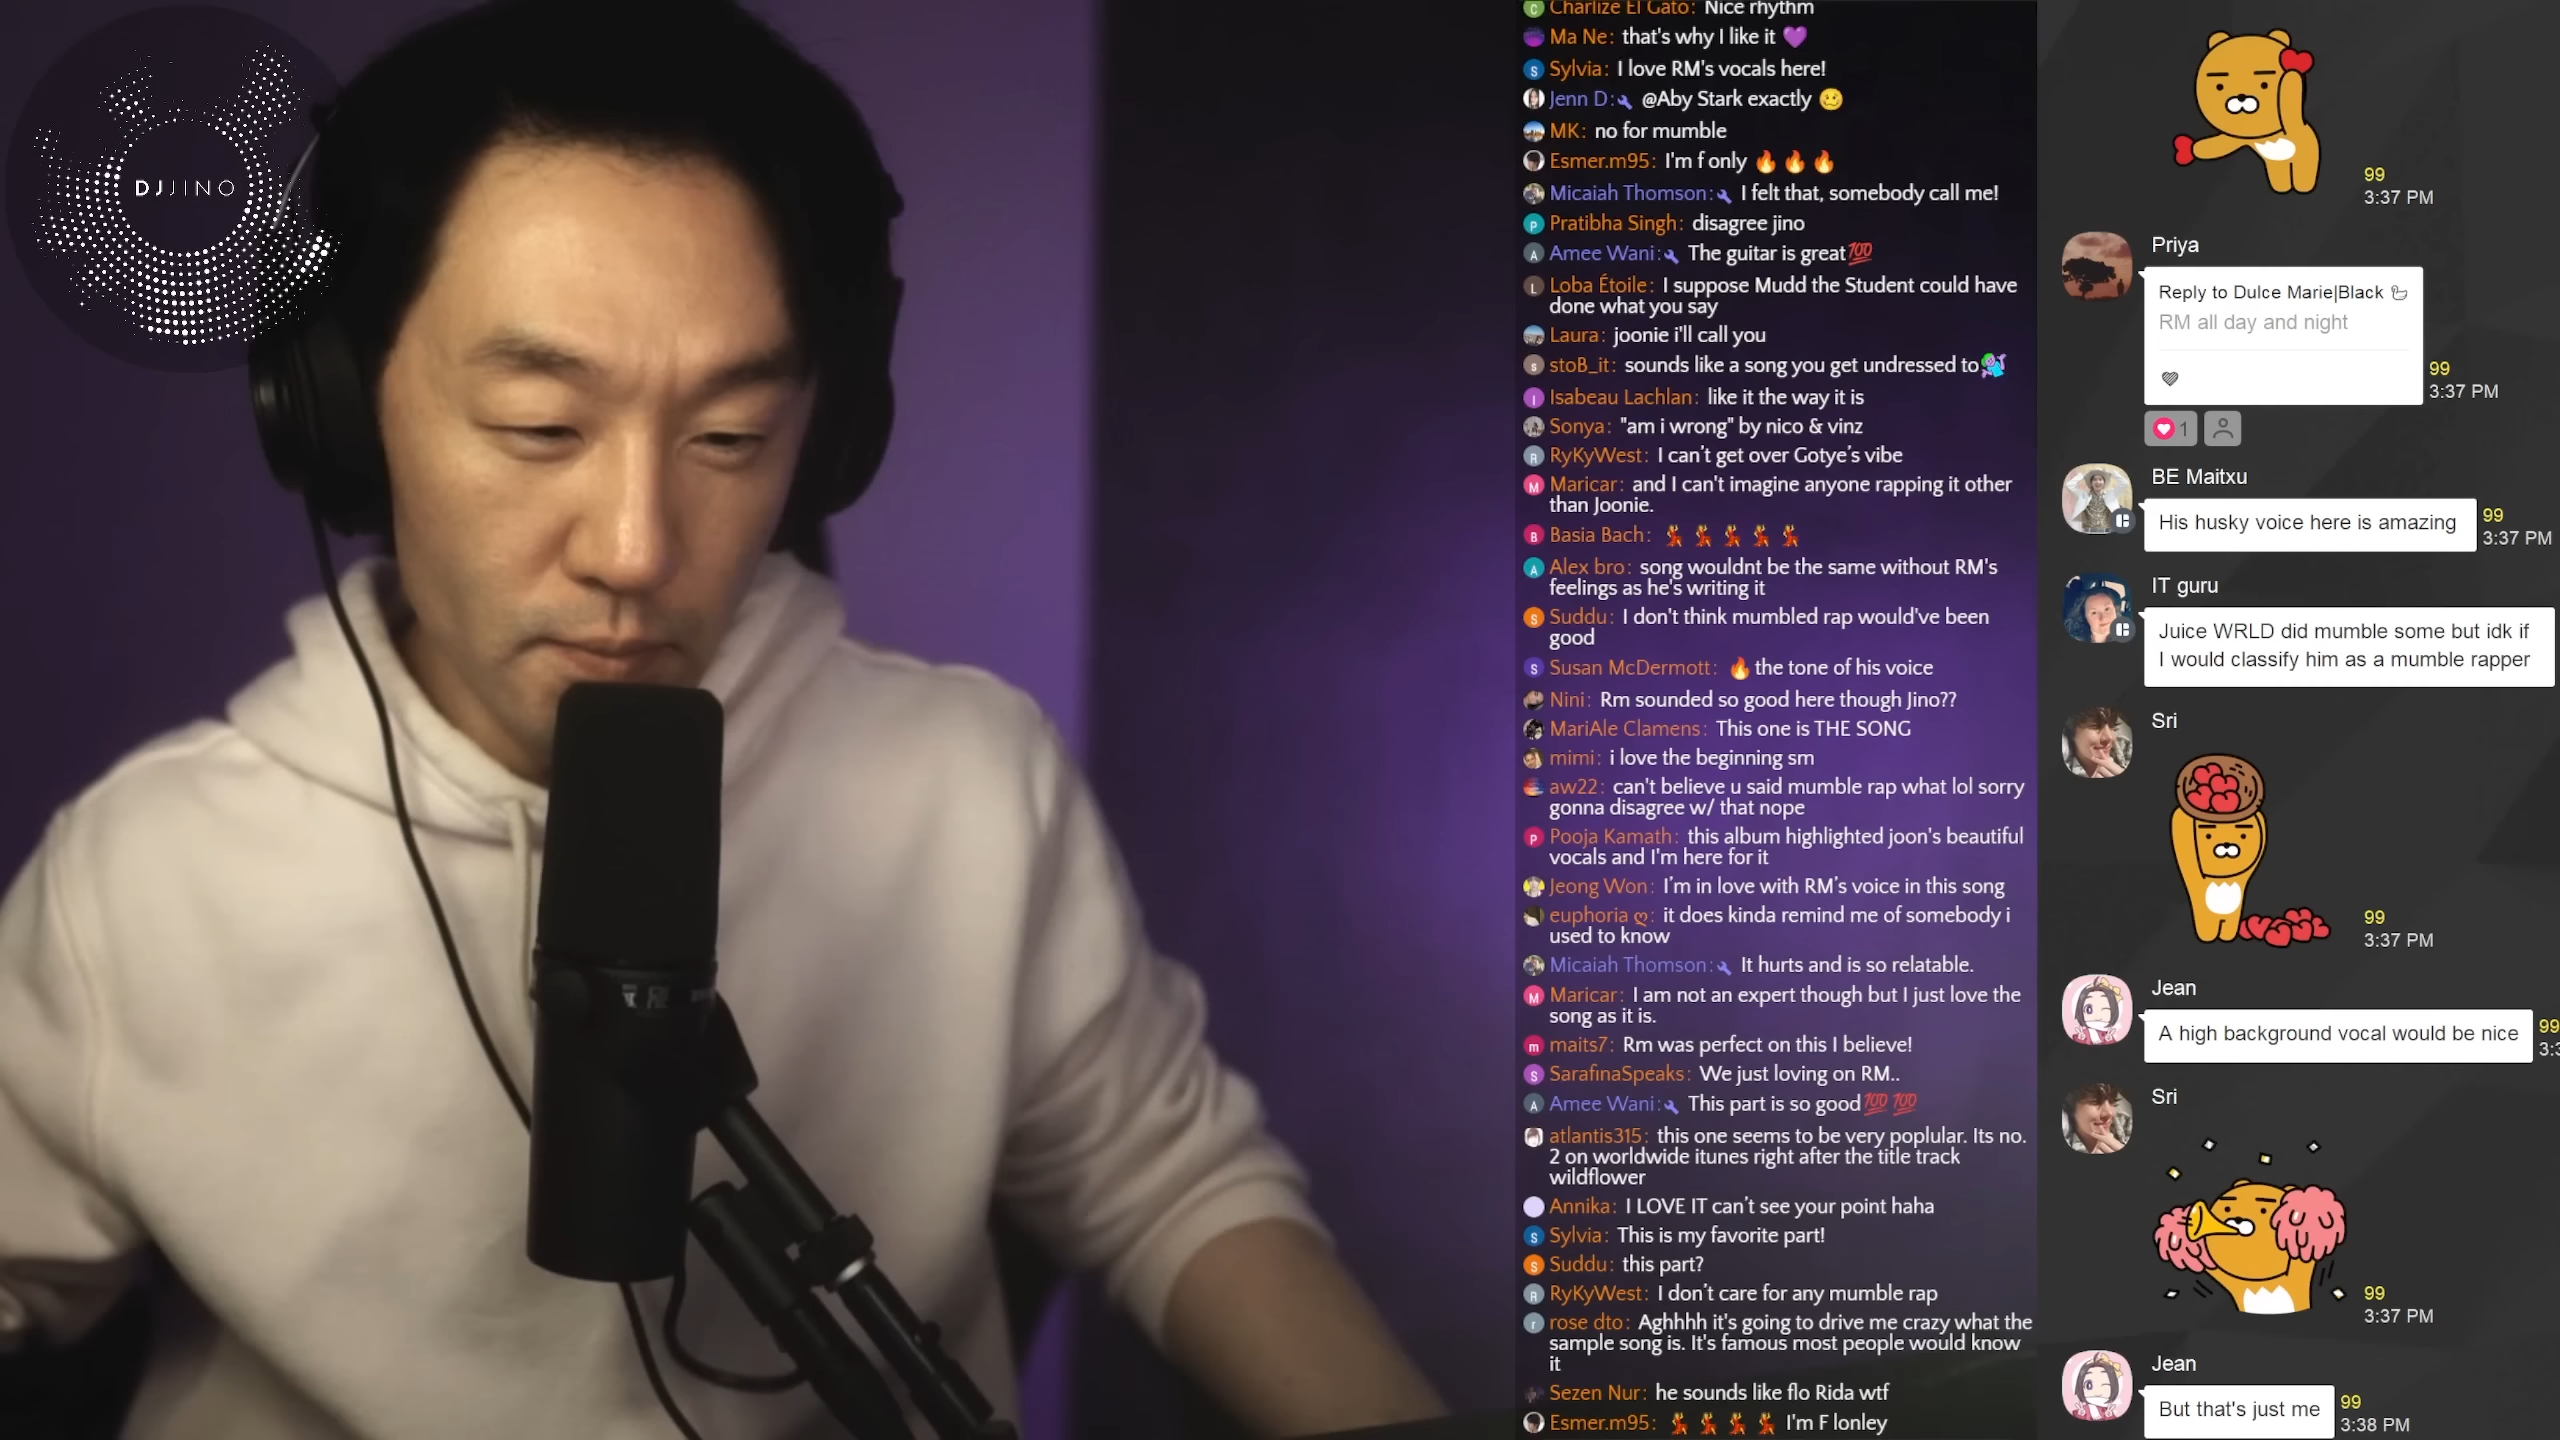 DJJINO
Charlize El Gato: Nice rhythm
Ma Ne: that's why I like it 💜
Sylvia: I love RM's vocals here!
Jenn D: @Aby Stark exactly 🥴
MK: no for mumble
Esmer.m95: I'm f only 🔥🔥🔥
Micaiah Thomson: I felt that, somebody call me!
Pratibha Singh: disagree jino
Amee Wani: The guitar is great💯
Loba Étoile: I suppose Mudd the Student could have
done what you say
Laura: joonie i'll call you
stoB_it: sounds like a song you get undressed to
Isabeau Lachlan: like it the way it is
Sonya: "am i wrong" by nico & vinz
RyKyWest: I can't get over Gotye's vibe
Maricar: and I can't imagine anyone rapping it other
than Joonie.
Basia Bach: 💃💃💃💃💃
Alex bro: song wouldnt be the same without RM's
feelings as he's writing it
Suddu: I don't think mumbled rap would've been
good
Susan McDermott: 🔥the tone of his voice
Nini: Rm sounded so good here though Jino??
MariAle Clamens: This one is THE SONG
mimi: i love the beginning sm
aw22: can't believe u said mumble rap what lol sorry
gonna disagree w/ that nope
Pooja Kamath: this album highlighted joon's beautiful
vocals and I'm here for it
Jeong Won: I'm in love with RM's voice in this song
euphoria ღ: it does kinda remind me of somebody i
used to know
Micaiah Thomson: It hurts and is so relatable.
Maricar: I am not an expert though but I just love the
song as it is.
maits7: Rm was perfect on this I believe!
SarafinaSpeaks: We just loving on RM..
Amee Wani: This part is so good💯💯
atlantis315: this one seems to be very poplular. Its no.
2 on worldwide itunes right after the title track
wildflower
Annika: I LOVE IT can't see your point haha
Sylvia: This is my favorite part!
Suddu: this part?
RyKyWest: I don't care for any mumble rap
rose dto: Aghhhh it's going to drive me crazy what the
sample song is. It's famous most people would know
it
Sezen Nur: he sounds like flo Rida wtf
Esmer.m95: 💃💃💃💃 I'm F lonley
99
3:37 PM
Priya
Reply to Dulce Marie|Black 🦢
RM all day and night
99
3:37 PM
1
BE Maitxu
His husky voice here is amazing
99
3:37 PM
IT guru
Juice WRLD did mumble some but idk if
I would classify him as a mumble rapper
Sri
99
3:37 PM
Jean
A high background vocal would be nice
99
3:3
Sri
99
3:37 PM
Jean
But that's just me
99
3:38 PM